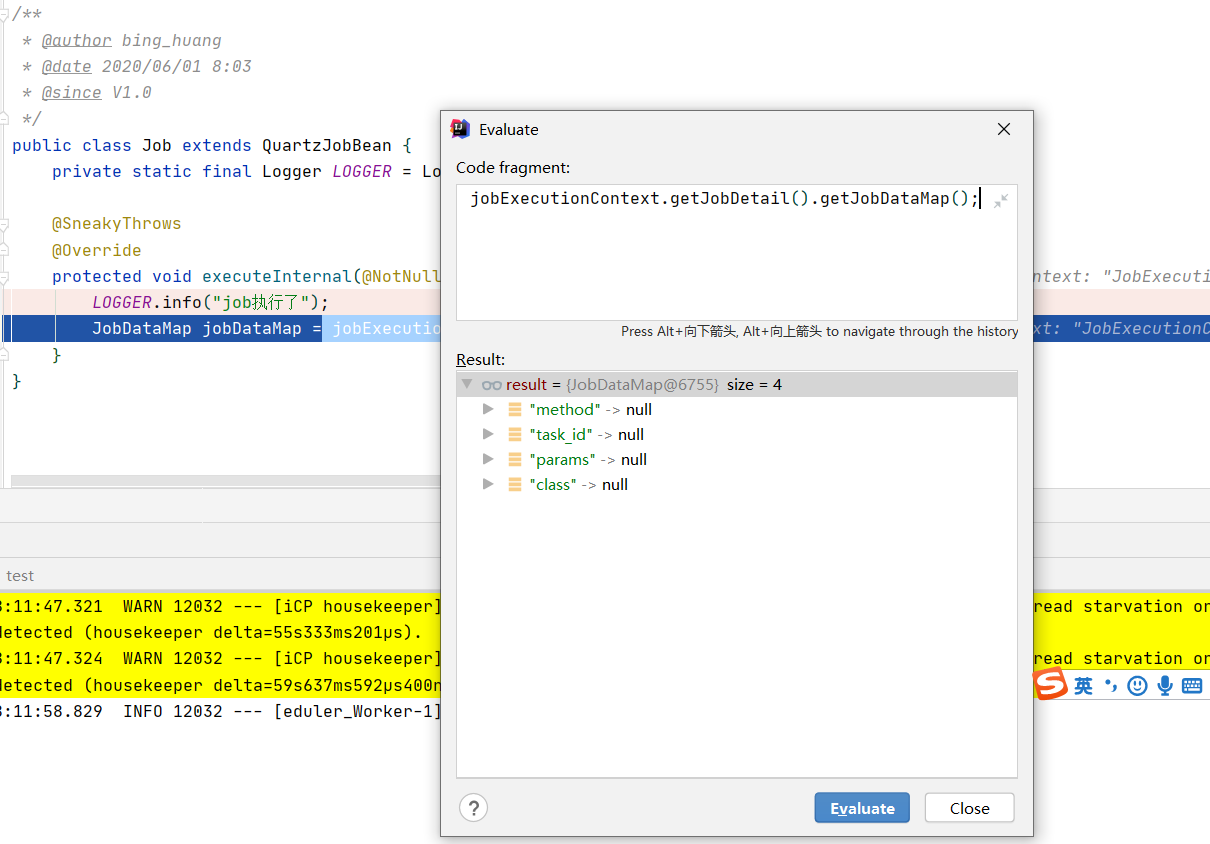 /**
* @author bing_huang
* @date 2020/06/01 8:03
* @since V1.0
*/
public class Job extends QuartzJobBean {
private static final Logger LOGGER = Lo
@SneakyThrows
@Override
protected void executeInternal(@NotNull ntext: "JobExecuti
LOGGER.info("job执行了");
JobDataMap jobDataMap = jobExecutio xt: "JobExecutionC
}
}
Evaluate
Code fragment:
jobExecutionContext.getJobDetail().getJobDataMap();
Press Alt+向下箭头, Alt+向上箭头 to navigate through the history
Result:
result = {JobDataMap@6755} size = 4
"method" -> null
"task_id" -> null
"params" -> null
"class" -> null
? Evaluate Close
test
:11:47.321 WARN 12032 --- [iCP housekeeper] read starvation or
detected (housekeeper delta=55s333ms201µs).
:11:47.324 WARN 12032 --- [iCP housekeeper] read starvation or
detected (housekeeper delta=59s637ms592µs400n
:11:58.829 INFO 12032 --- [eduler_Worker-1]
S 英